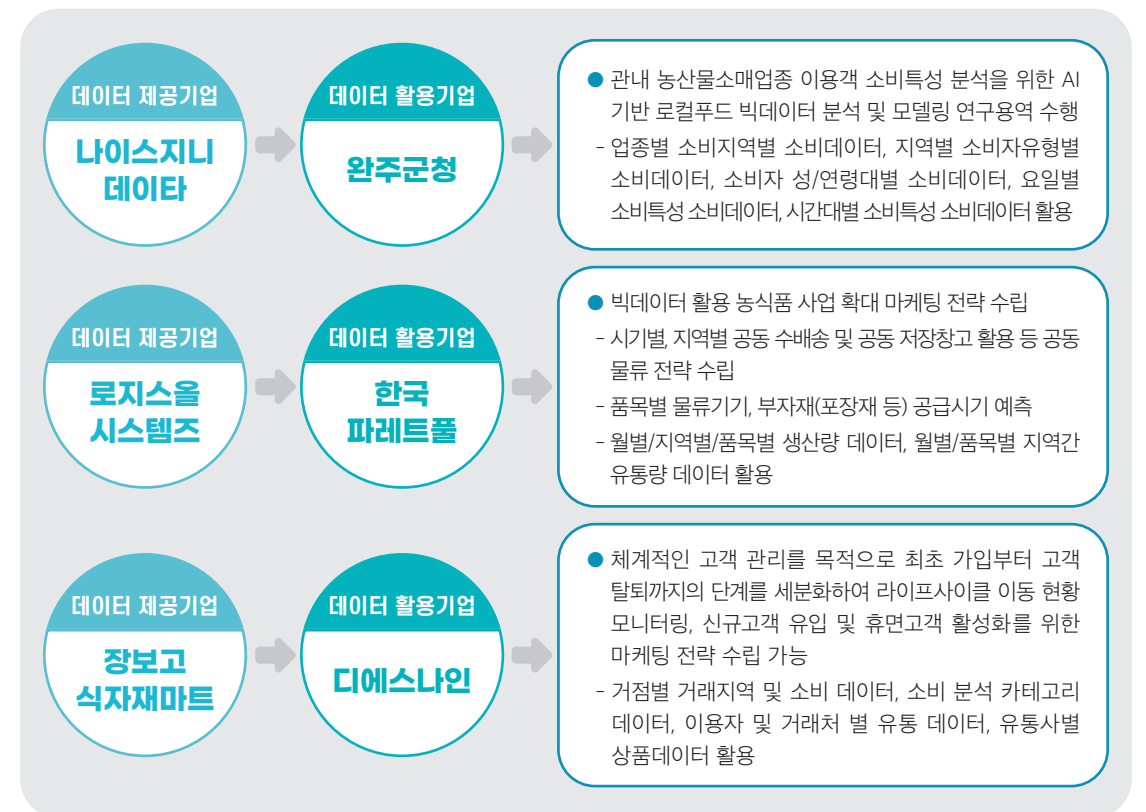 데이터 제공기업
나이스지니
데이타
데이터 활용기업
완주군청
● 관내 농산물소매업종 이용객 소비특성 분석을 위한 AI
기반 로컬푸드 빅데이터 분석 및 모델링 연구용역 수행
- 업종별 소비지역별 소비데이터, 지역별 소비자유형별
소비데이터, 소비자 성/연령대별 소비데이터, 요일별
소비특성 소비데이터, 시간대별 소비특성 소비데이터 활용
데이터 제공기업
로지스올
시스템즈
데이터 활용기업
한국
파레트풀
● 빅데이터 활용 농식품 사업 확대 마케팅 전략 수립
- 시기별, 지역별 공동 수배송 및 공동 저장창고 활용 등 공동
물류 전략 수립
- 품목별 물류기기, 부자재(포장재 등) 공급시기 예측
- 월별/지역별/품목별 생산량 데이터, 월별/품목별 지역간
유통량 데이터 활용
데이터 제공기업
장보고
식자재마트
데이터 활용기업
디에스나인
● 체계적인 고객 관리를 목적으로 최초 가입부터 고객
탈퇴까지의 단계를 세분화하여 라이프사이클 이동 현황
모니터링, 신규고객 유입 및 휴면고객 활성화를 위한
마케팅 전략 수립 가능
- 거점별 거래지역 및 소비 데이터, 소비 분석 카테고리
데이터, 이용자 및 거래처 별 유통 데이터, 유통사별
상품데이터 활용